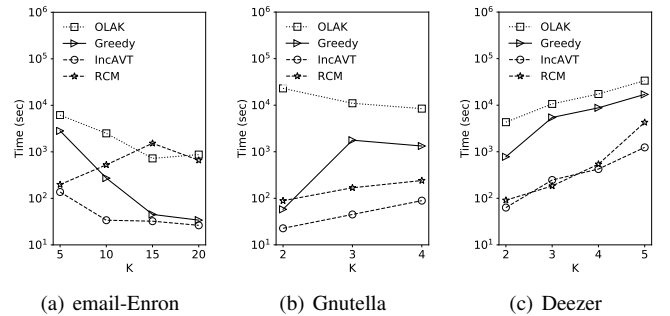 10^6
10^5
10^4
10^3
10^2
10^1
Time (sec)
OLAK
Greedy
IncAVT
RCM
5 10 15 20
K
(a) email-Enron
10^6
10^5
10^4
10^3
10^2
10^1
Time (sec)
OLAK
Greedy
IncAVT
RCM
2 3 4
K
(b) Gnutella
10^6
10^5
10^4
10^3
10^2
10^1
Time (sec)
OLAK
Greedy
IncAVT
RCM
2 3 4 5
K
(c) Deezer